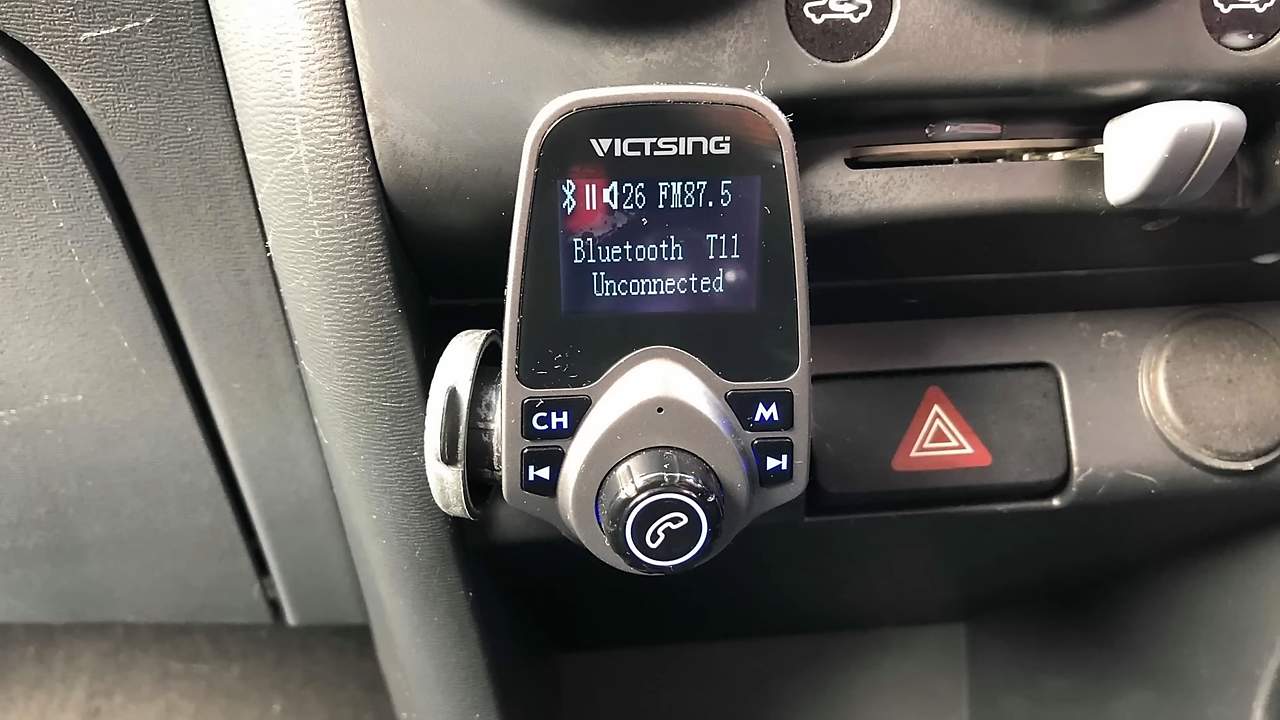 VICTSING
26 FM87.5
Bluetooth T11
Unconnected
CH
M